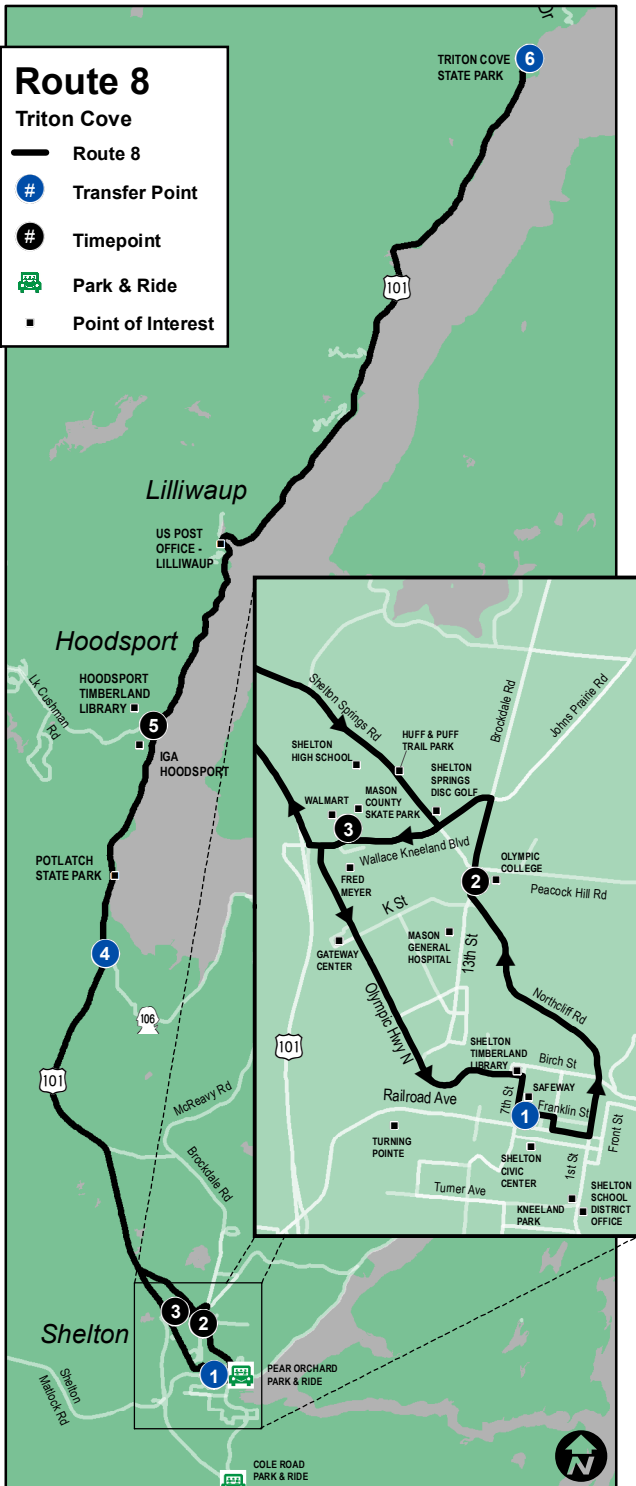 Dr
Route 8
Triton Cove
Route 8
# Transfer Point
# Timepoint
Park & Ride
Point of Interest
TRITON COVE
STATE PARK
6
101
Lilliwaup
US POST
OFFICE -
LILLIWAUP
Hoodsport
HOODSPORT
TIMBERLAND
LIBRARY
Lk Cushman
Rd
5
IGA
HOODSPORT
POTLATCH
STATE PARK
4
106
101
McReavy Rd
Brockdale Rd
3
2
Shelton
1
PEAR ORCHARD
PARK & RIDE
Shelton
Matlock Rd
COLE ROAD
PARK & RIDE
N
Shelton Springs Rd
Brockdale Rd
Johns Prairie Rd
HUFF & PUFF
TRAIL PARK
SHELTON
HIGH SCHOOL
SHELTON
SPRINGS
DISC GOLF
WALMART
MASON
COUNTY
SKATE PARK
3
Wallace Kneeland Blvd
FRED
MEYER
2
OLYMPIC
COLLEGE
Peacock Hill Rd
K St
13th St
GATEWAY
CENTER
MASON
GENERAL
HOSPITAL
Olympic Hwy N
Northcliff Rd
101
SHELTON
TIMBERLAND
LIBRARY
Birch St
7th St
SAFEWAY
Franklin St
1
Railroad Ave
Front St
TURNING
POINTE
SHELTON
CIVIC
CENTER
1st St
Turner Ave
KNEELAND
PARK
SHELTON
SCHOOL
DISTRICT
OFFICE